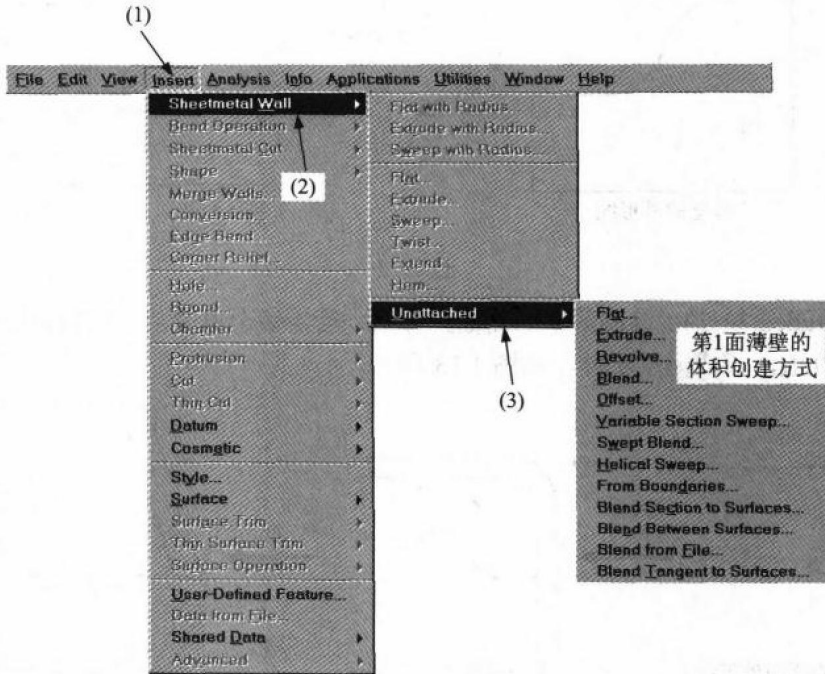 (1)
File Edit View Insert Analysis Info Applications Utilities Window Help
Sheetmetal Wall
Bend Operation
Sheetmetal Cut
Shape
(2)
Merge Walls...
Conversion...
Edge Bend...
Corner Relief...
Hole...
Round...
Chamfer
Protrusion
Cut
Thin Cut
Datum
Cosmetic
Style...
Surface
Surface Trim
Thin Surface Trim
Surface Operation
User-Defined Feature...
Data from File...
Shared Data
Advanced
Flat with Radius...
Extrude with Radius...
Sweep with Radius...
Flat...
Extrude...
Sweep...
Twist...
Extend...
Hem...
Unattached
(3)
Flat...
Extrude...
Revolve...
Blend...
Offset...
Variable Section Sweep...
Swept Blend...
Helical Sweep...
From Boundaries...
Blend Section to Surfaces...
Blend Between Surfaces...
Blend from File...
Blend Tangent to Surfaces...
第1面薄壁的
体积创建方式